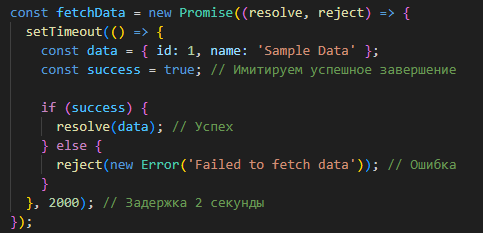 const fetchData = new Promise((resolve, reject) => {
  setTimeout(() => {
    const data = { id: 1, name: 'Sample Data' };
    const success = true; // Имитируем успешное завершение

    if (success) {
      resolve(data); // Успех
    } else {
      reject(new Error('Failed to fetch data')); // Ошибка
    }
  }, 2000); // Задержка 2 секунды
});